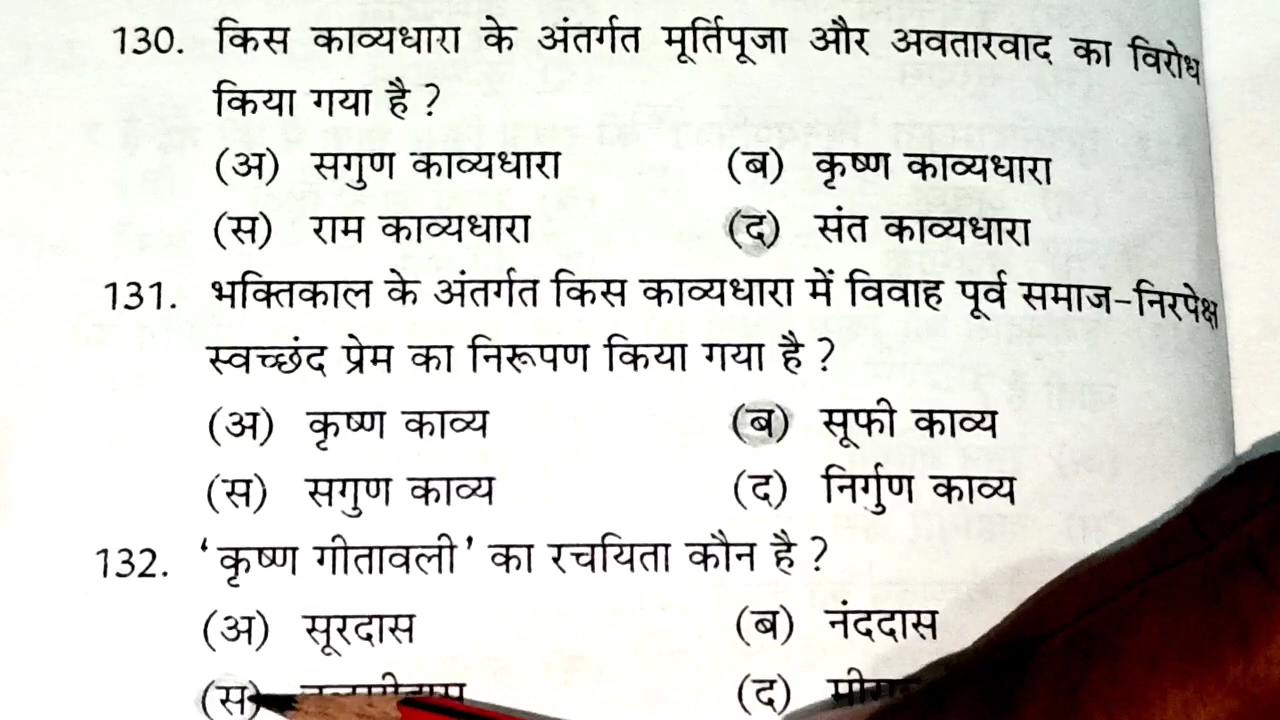 130. किस काव्यधारा के अंतर्गत मूर्तिपूजा और अवतारवाद का विरोध
किया गया है ?
(अ) सगुण काव्यधारा (ब) कृष्ण काव्यधारा
(स) राम काव्यधारा (द) संत काव्यधारा
131. भक्तिकाल के अंतर्गत किस काव्यधारा में विवाह पूर्व समाज-निरपेक्ष
स्वच्छंद प्रेम का निरूपण किया गया है ?
(अ) कृष्ण काव्य (ब) सूफी काव्य
(स) सगुण काव्य (द) निर्गुण काव्य
132. ‘कृष्ण गीतावली’ का रचयिता कौन है ?
(अ) सूरदास (ब) नंददास
(स) (द)